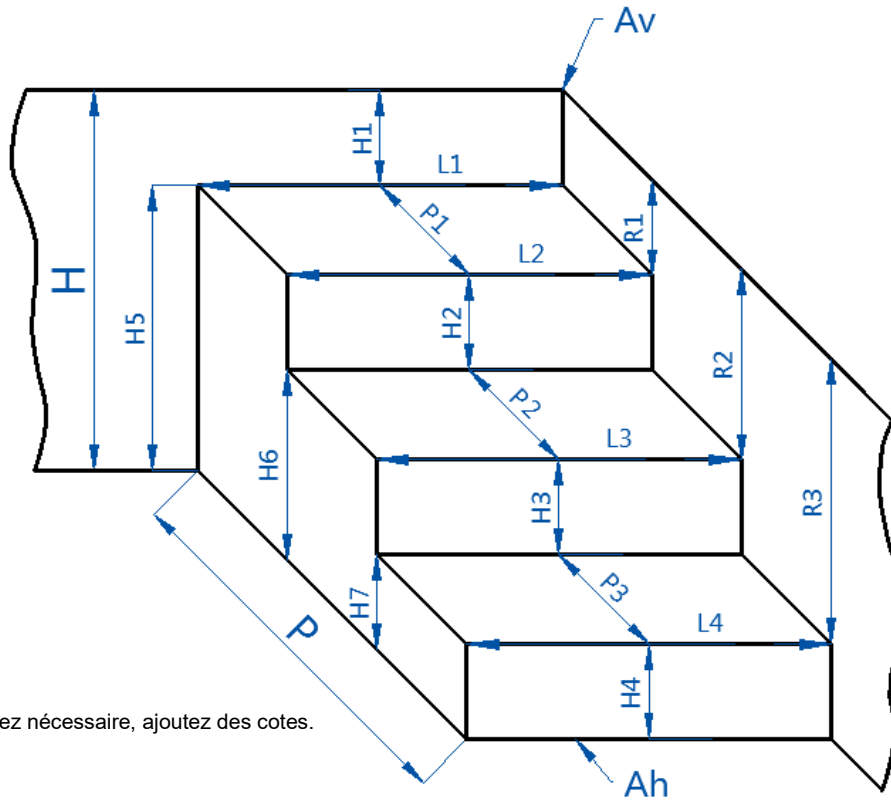 Av
H1
L1
P1
R1
L2
H
H5
H2
R2
P2
L3
H6
H3
R3
H7
P3
L4
P
H4
ez nécessaire, ajoutez des cotes.
Ah